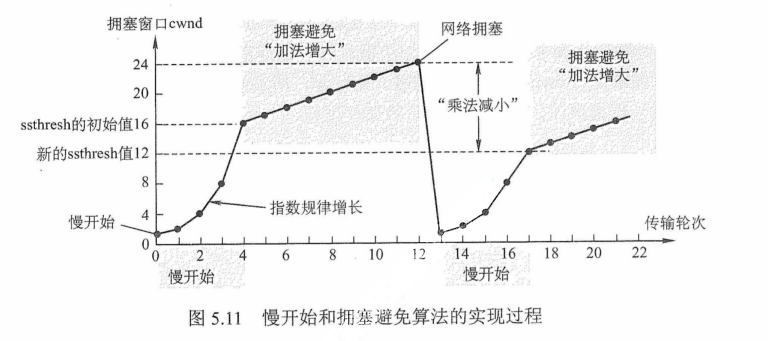 拥塞窗口cwnd
拥塞避免
“加法增大”
网络拥塞
拥塞避免
“加法增大”
24
20
“乘法减小”
ssthresh的初始值16
新的ssthresh值12
8
指数规律增长
4
慢开始
传输轮次
0
0 2 4 6 8 10 12 14 16 18 20 22
慢开始
慢开始
图 5.11 慢开始和拥塞避免算法的实现过程